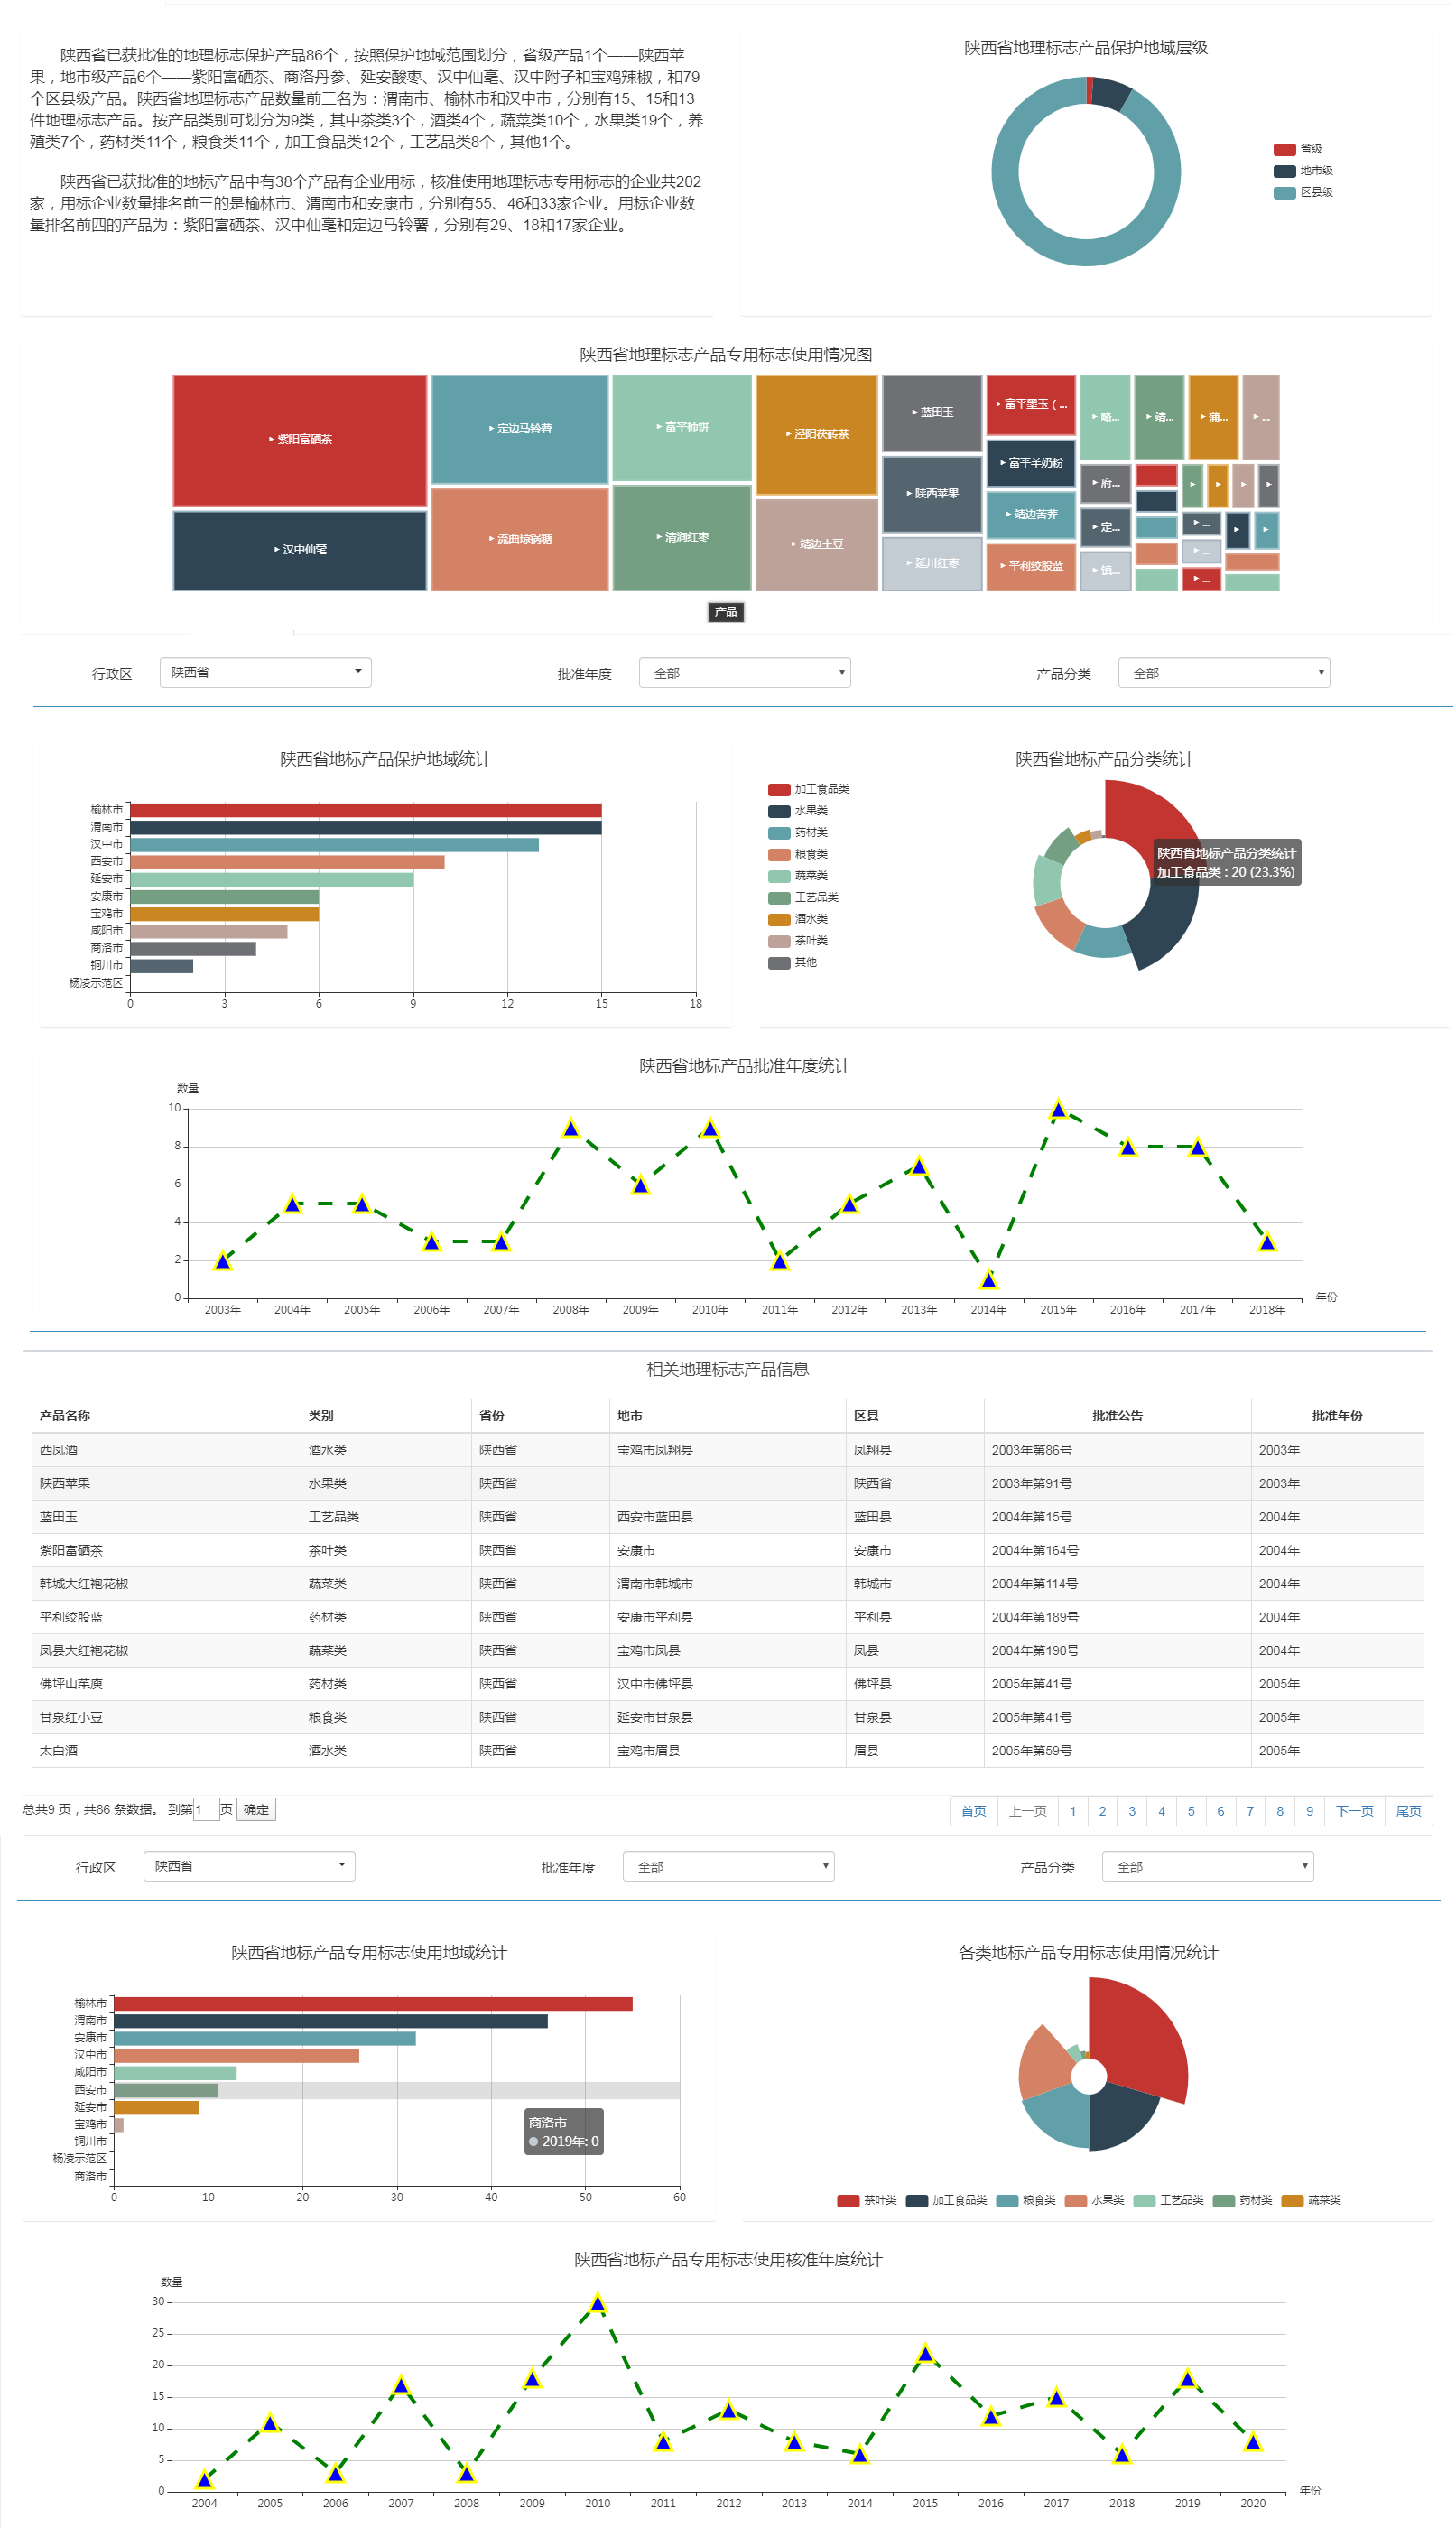 陕西省已获批准的地理标志保护产品86个，按照保护地域范围划分，省级产品1个——陕西苹
果，地市级产品6个——紫阳富硒茶、商洛丹参、延安酸枣、汉中仙毫、汉中附子和宝鸡辣椒，和79
个区县级产品。陕西省地理标志产品数量前三名为：渭南市、榆林市和汉中市，分别有15、15和13
件地理标志产品。按产品类别可划分为9类，其中茶类3个，酒类4个，蔬菜类10个，水果类19个，养
殖类7个，药材类11个，粮食类11个，加工食品类12个，工艺品类8个，其他1个。
陕西省已获批准的地标产品中有38个产品有企业用标，核准使用地理标志专用标志的企业共202
家，用标企业数量排名前三的是榆林市、渭南市和安康市，分别有55、46和33家企业。用标企业数
量排名前四的产品为：紫阳富硒茶、汉中仙毫和定边马铃薯，分别有29、18和17家企业。
陕西省地理标志产品保护地域层级
省级
地市级
区县级
陕西省地理标志产品专用标志使用情况图
▸ 紫阳富硒茶
▸ 汉中仙毫
▸ 定边马铃薯
▸ 流曲琼锅糖
▸ 富平柿饼
▸ 清涧红枣
▸ 泾阳茯砖茶
▸ 靖边土豆
▸ 蓝田玉
▸ 陕西苹果
▸ 延川红枣
▸ 富平墨玉（...
▸ 富平羊奶粉
▸ 靖边苦荞
▸ 平利绞股蓝
▸ 略...
▸ 靖...
▸ 蒲...
▸ ...
▸ 府...
▸ 定...
▸ 镇...
▸ ...
▸ ...
▸ ...
产品
行政区 陕西省 批准年度 全部 产品分类 全部
陕西省地标产品保护地域统计
榆林市
渭南市
汉中市
西安市
延安市
安康市
宝鸡市
咸阳市
商洛市
铜川市
杨凌示范区
0 3 6 9 12 15 18
陕西省地标产品分类统计
加工食品类
水果类
药材类
粮食类
蔬菜类
工艺品类
酒水类
茶叶类
其他
陕西省地标产品分类统计
加工食品类 : 20 (23.3%)
陕西省地标产品批准年度统计
数量
10
8
6
4
2
0
2003年 2004年 2005年 2006年 2007年 2008年 2009年 2010年 2011年 2012年 2013年 2014年 2015年 2016年 2017年 2018年
年份
相关地理标志产品信息
产品名称 类别 省份 地市 区县 批准公告 批准年份
西凤酒 酒水类 陕西省 宝鸡市凤翔县 凤翔县 2003年第86号 2003年
陕西苹果 水果类 陕西省 陕西省 2003年第91号 2003年
蓝田玉 工艺品类 陕西省 西安市蓝田县 蓝田县 2004年第15号 2004年
紫阳富硒茶 茶叶类 陕西省 安康市 安康市 2004年第164号 2004年
韩城大红袍花椒 蔬菜类 陕西省 渭南市韩城市 韩城市 2004年第114号 2004年
平利绞股蓝 药材类 陕西省 安康市平利县 平利县 2004年第189号 2004年
凤县大红袍花椒 蔬菜类 陕西省 宝鸡市凤县 凤县 2004年第190号 2004年
佛坪山茱萸 药材类 陕西省 汉中市佛坪县 佛坪县 2005年第41号 2005年
甘泉红小豆 粮食类 陕西省 延安市甘泉县 甘泉县 2005年第41号 2005年
太白酒 酒水类 陕西省 宝鸡市眉县 眉县 2005年第59号 2005年
总共9 页，共86 条数据。 到第 1 页 确定
首页 上一页 1 2 3 4 5 6 7 8 9 下一页 尾页
行政区 陕西省 批准年度 全部 产品分类 全部
陕西省地标产品专用标志使用地域统计
榆林市
渭南市
安康市
汉中市
咸阳市
西安市
延安市
宝鸡市
铜川市
杨凌示范区
商洛市
0 10 20 30 40 50 60
商洛市
2019年: 0
各类地标产品专用标志使用情况统计
茶叶类 加工食品类 粮食类 水果类 工艺品类 药材类 蔬菜类
陕西省地标产品专用标志使用核准年度统计
数量
30
25
20
15
10
5
0
2004 2005 2006 2007 2008 2009 2010 2011 2012 2013 2014 2015 2016 2017 2018 2019 2020
年份